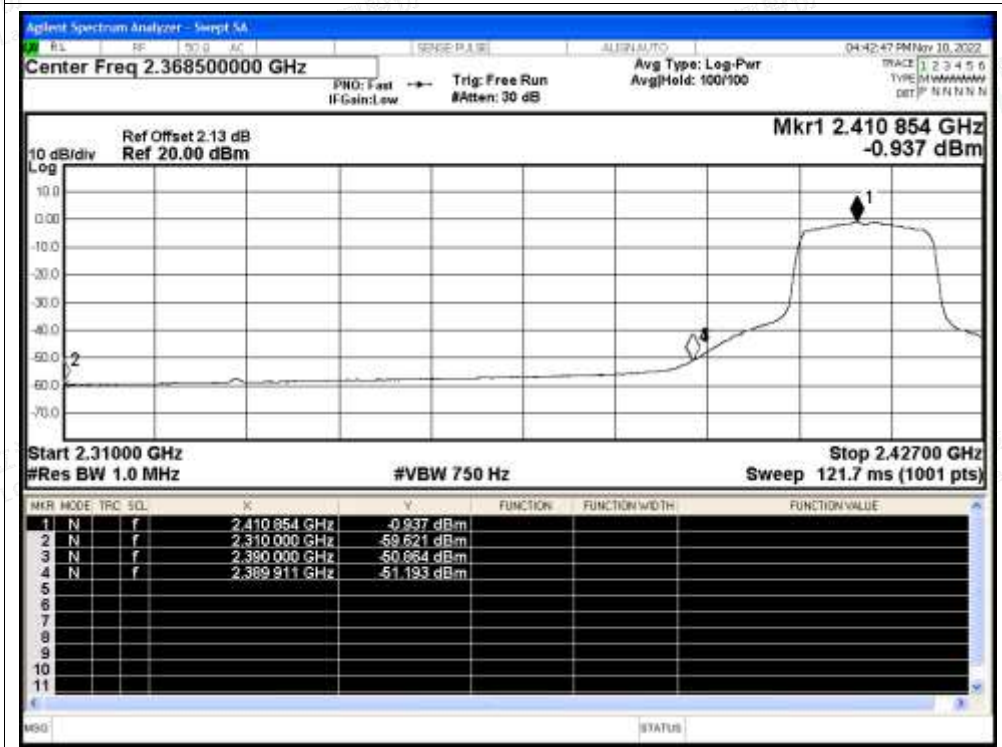 Agilent Spectrum Analyzer - Swept SA
RL RF 50 Ω AC SENSE:PULSE ALIGNAUTO 04:42:47 PM Nov 10, 2022
Center Freq 2.368500000 GHz
PNO: Fast
IFGain:Low
Trig: Free Run
#Atten: 30 dB
Avg Type: Log-Pwr
Avg|Hold: 100/100
TRACE 1 2 3 4 5 6
TYPE M W W W W W
DET P N N N N N
Mkr1 2.410 854 GHz
-0.937 dBm
Ref Offset 2.13 dB
10 dB/div Ref 20.00 dBm
Log
10.0
0.00
-10.0
-20.0
-30.0
-40.0
-50.0
-60.0
-70.0
1
2
4
Start 2.31000 GHz Stop 2.42700 GHz
#Res BW 1.0 MHz #VBW 750 Hz Sweep 121.7 ms (1001 pts)
MKR MODE TRC SCL X Y FUNCTION FUNCTION WIDTH FUNCTION VALUE
1 N f 2.410 854 GHz -0.937 dBm
2 N f 2.310 000 GHz -59.621 dBm
3 N f 2.390 000 GHz -50.864 dBm
4 N f 2.389 911 GHz -51.193 dBm
5
6
7
8
9
10
11
MSG STATUS